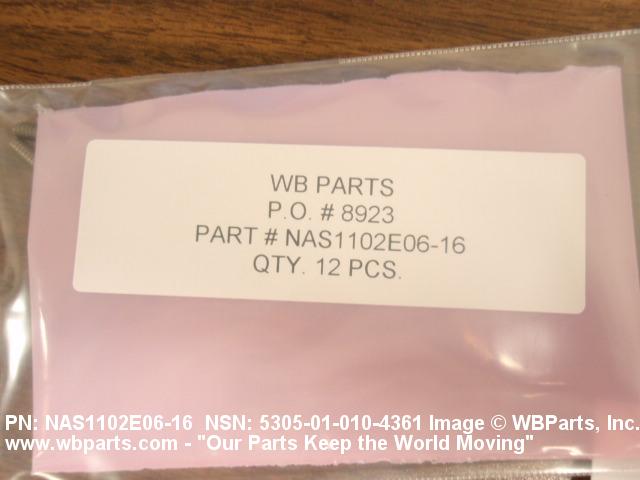 WB PARTS
P.O. # 8923
PART # NAS1102E06-16
QTY. 12 PCS.
PN: NAS1102E06-16 NSN: 5305-01-010-4361 Image © WBParts, Inc.
www.wbparts.com - "Our Parts Keep the World Moving"